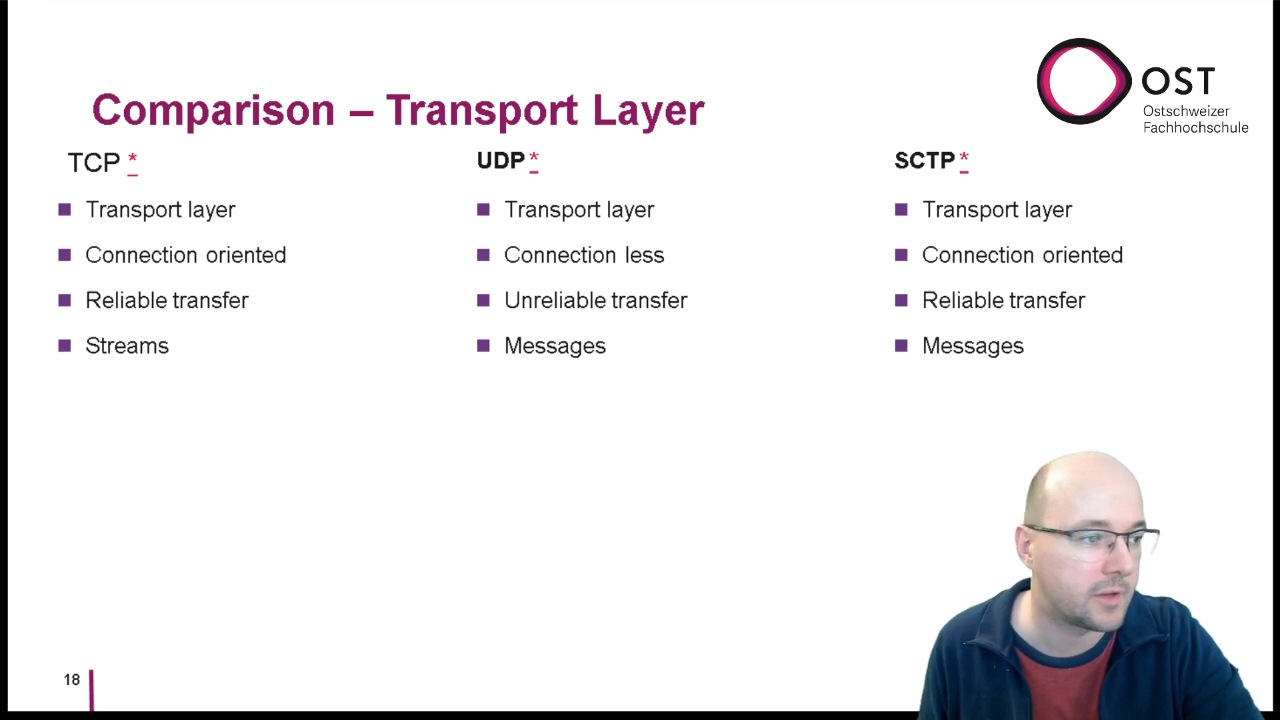 OST
Ostschweizer
Fachhochschule
Comparison – Transport Layer
TCP *
Transport layer
Connection oriented
Reliable transfer
Streams
UDP *
Transport layer
Connection less
Unreliable transfer
Messages
SCTP *
Transport layer
Connection oriented
Reliable transfer
Messages
18